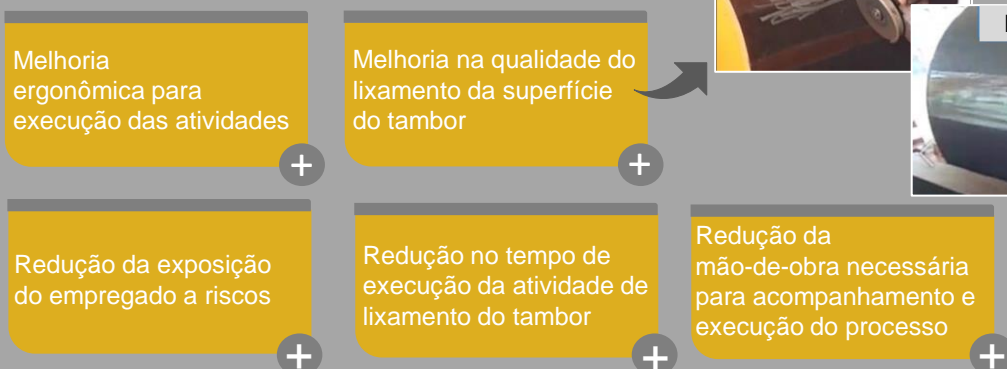 Melhoria
ergonômica para
execução das atividades
+
Melhoria na qualidade do
lixamento da superfície
do tambor
+
Redução da exposição
do empregado a riscos
+
Redução no tempo de
execução da atividade de
lixamento do tambor
+
Redução da
mão-de-obra necessária
para acompanhamento e
execução do processo
+